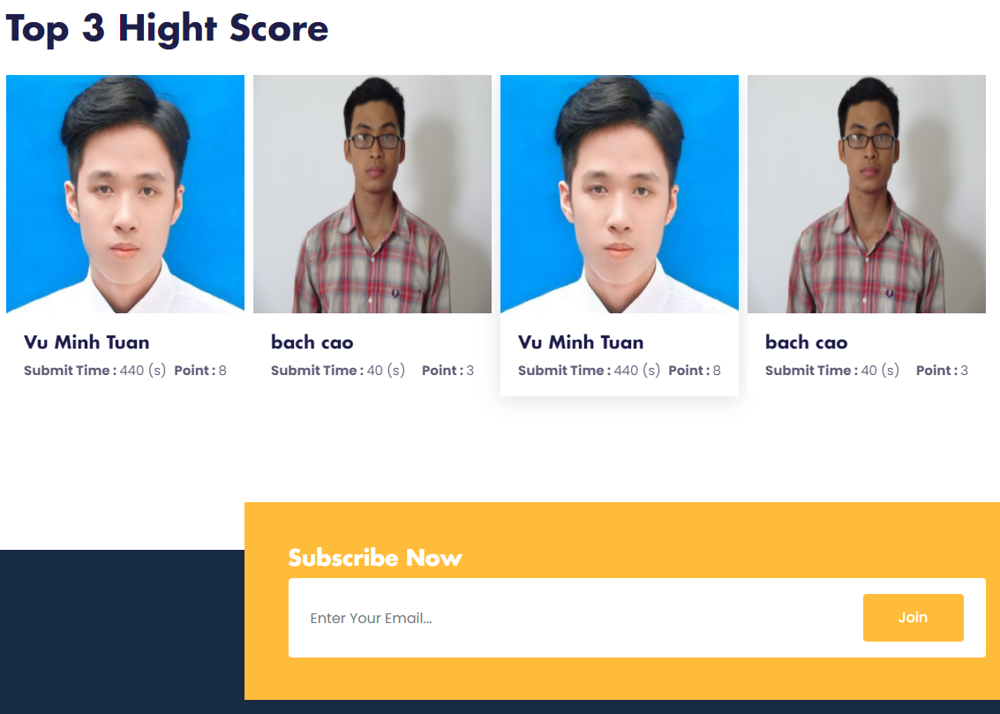 Top 3 Hight Score
Vu Minh Tuan
Submit Time : 440 (s) Point : 8
bach cao
Submit Time : 40 (s) Point : 3
Vu Minh Tuan
Submit Time : 440 (s) Point : 8
bach cao
Submit Time : 40 (s) Point : 3
Subscribe Now
Enter Your Email...
Join